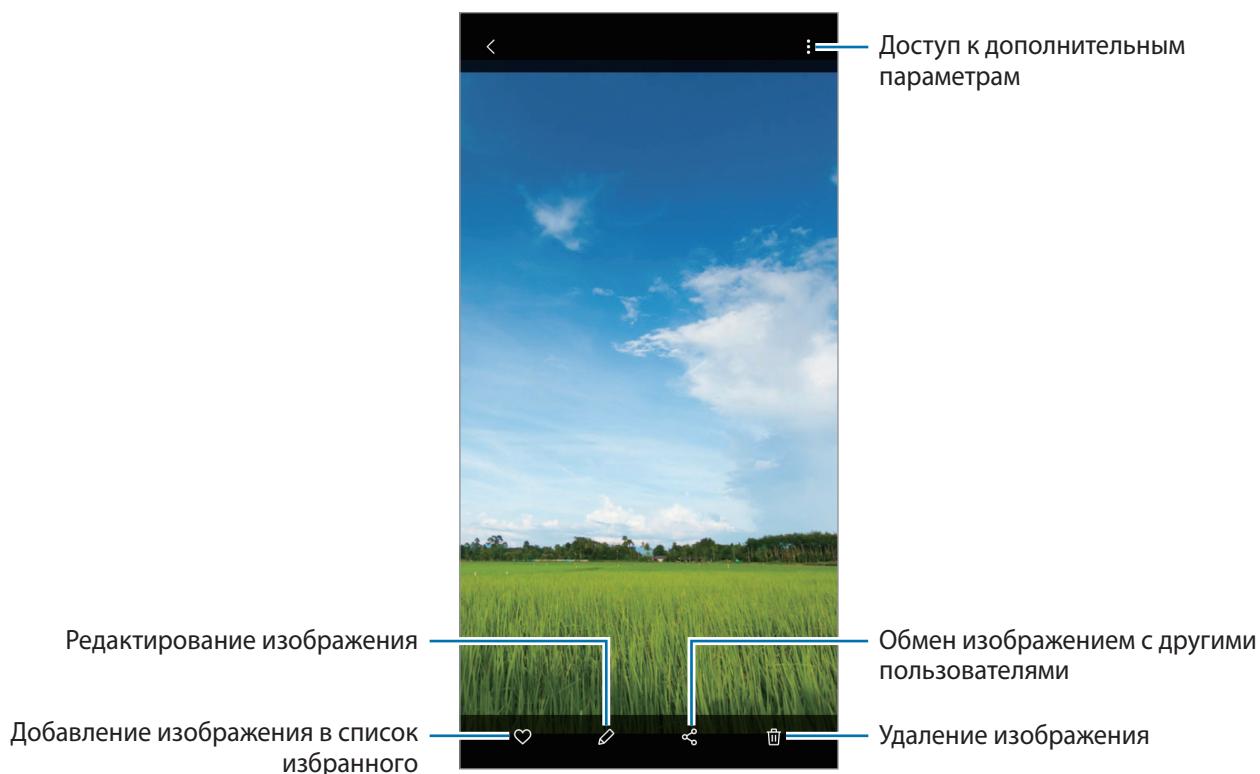 Доступ к дополнительным
параметрам
Редактирование изображения
Обмен изображением с другими
пользователями
Добавление изображения в список
избранного
Удаление изображения